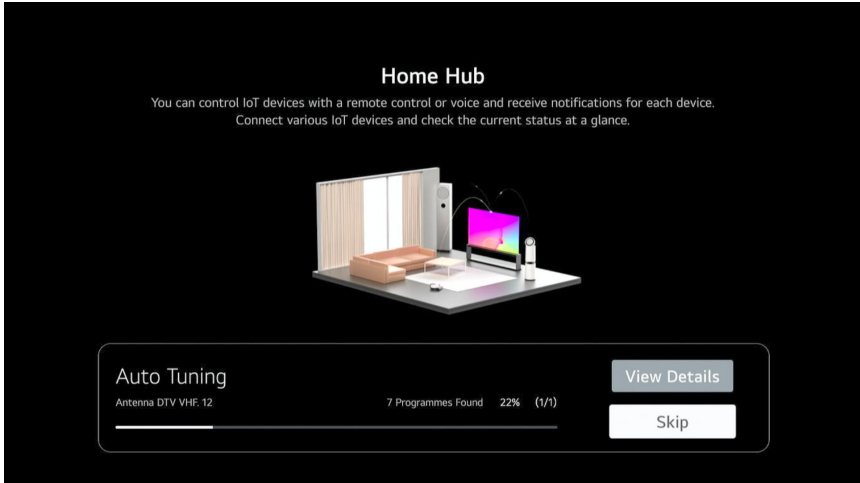 Home Hub
You can control IoT devices with a remote control or voice and receive notifications for each device.
Connect various IoT devices and check the current status at a glance.
Auto Tuning
Antenna DTV VHF. 12
7 Programmes Found 22% (1/1)
View Details
Skip